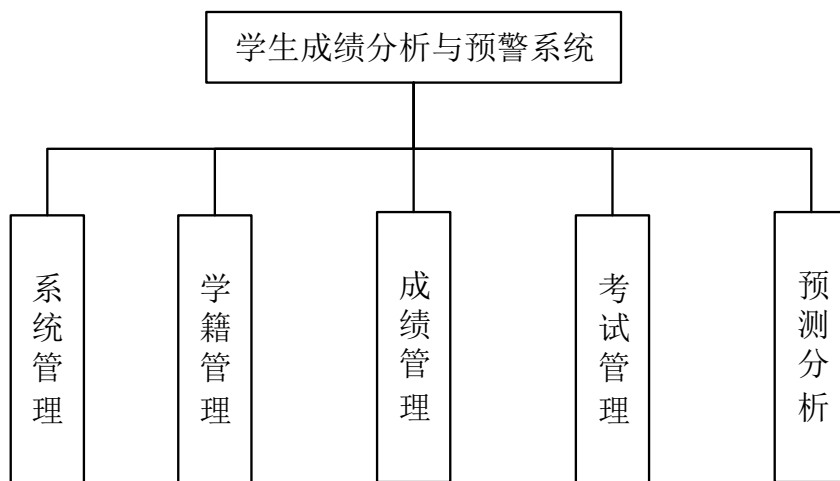 学生成绩分析与预警系统
系统管理
学籍管理
成绩管理
考试管理
预测分析